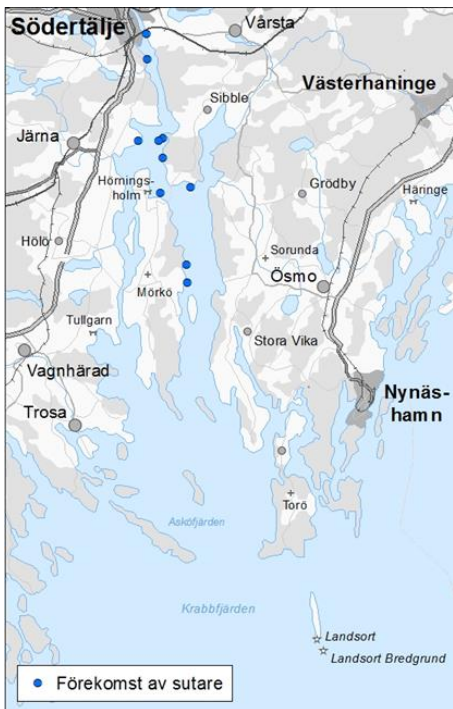 Södertälje
Vårsta
Västerhaninge
Sibble
Järna
Hörnings-
holm
Grödby
Häringe
Hölö
Sorunda
Mörkö
Ösmo
Tullgarn
Stora Vika
Vagnhärad
Nynäs-
hamn
Trosa
Torö
Asköfjärden
Krabbfjärden
Landsort
Landsort Bredgrund
Förekomst av sutare